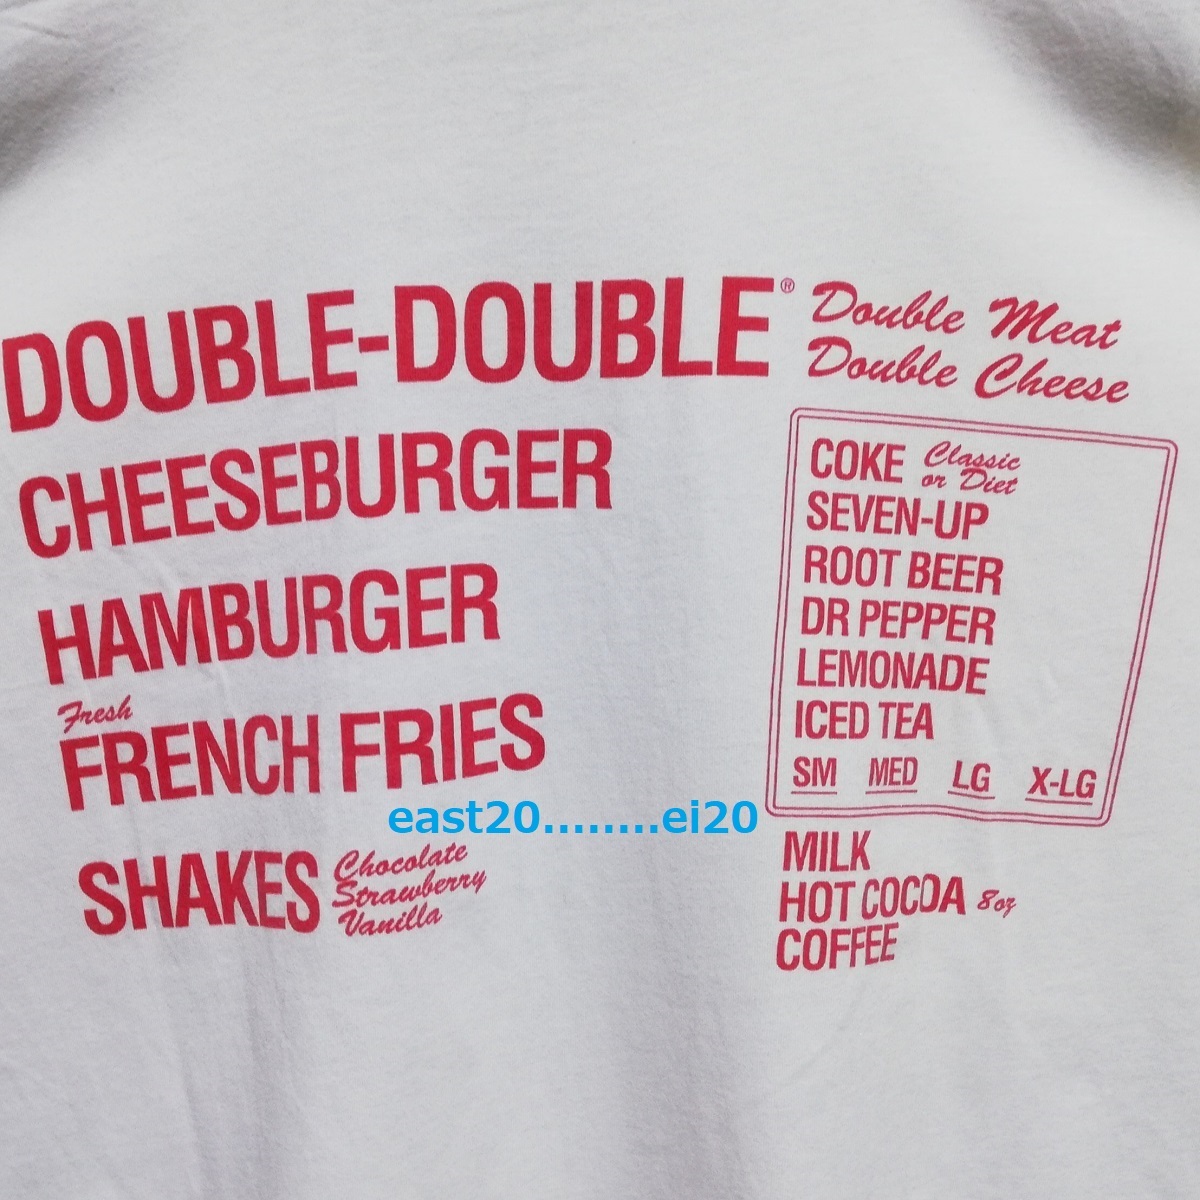 DOUBLE-DOUBLE® Double Meat
Double Cheese
CHEESEBURGER
HAMBURGER
Fresh
FRENCH FRIES
SHAKES Chocolate
Strawberry
Vanilla
COKE Classic
or Diet
SEVEN-UP
ROOT BEER
DR PEPPER
LEMONADE
ICED TEA
SM MED LG X-LG
MILK
HOT COCOA 8oz
COFFEE
east20........ei20